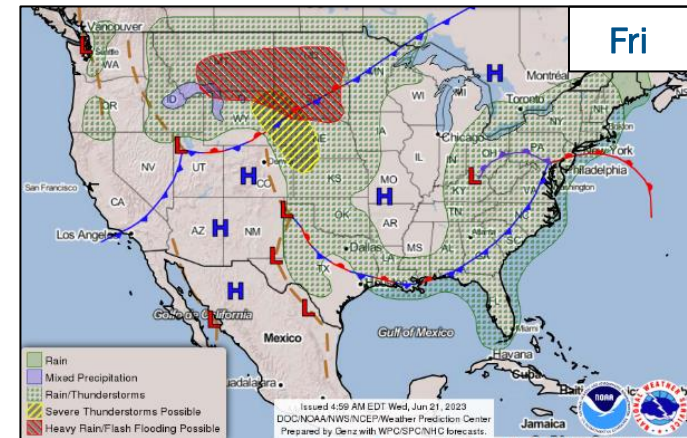 Fri
Vancouver
L
Seattle
WA
MT
ND
MN
OR
ID
WY
WI
MI
H
Montréal
Toronto
NH
NY
Boston
L
NV
UT
H
CO
NE
IA
Chicago
IL
IN
OH
PA
New York
Philadelphia
Washington
San Francisco
CA
KS
MO
H
L
KY
VA
Los Angeles
AZ
H
NM
L
OK
AR
TN
NC
Atlanta
SC
L
TX
Dallas
LA
MS
AL
H
Golfo de California
L
L
Mexico
Gulf of Mexico
FL
Miami
Havana
Cuba
Guadalajara
Jamaica
Rain
Mixed Precipitation
Rain/Thunderstorms
Severe Thunderstorms Possible
Heavy Rain/Flash Flooding Possible
Issued 4:59 AM EDT Wed, Jun 21, 2023
DOC/NOAA/NWS/NCEP/Weather Prediction Center
Prepared by Genz with WPC/SPC/NHC forecasts.
NOAA